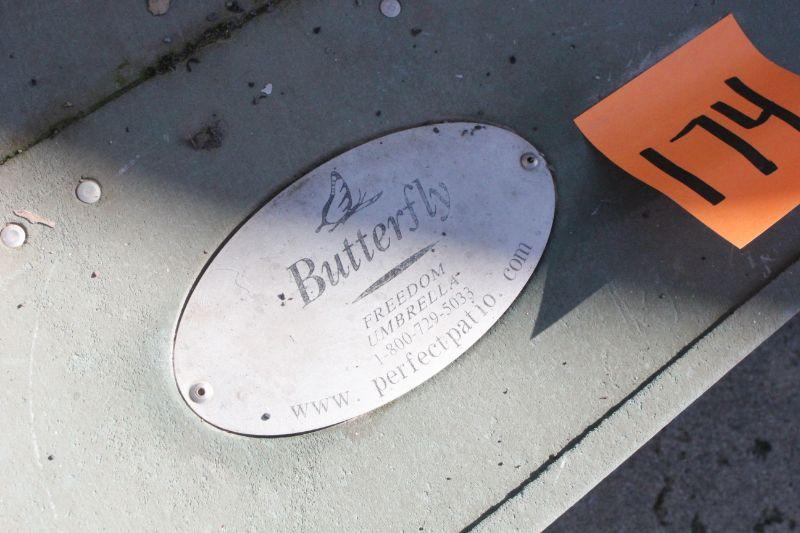 Butterfly
FREEDOM
UMBRELLA
1-800-729-5033
www.perfectpatio.com
174